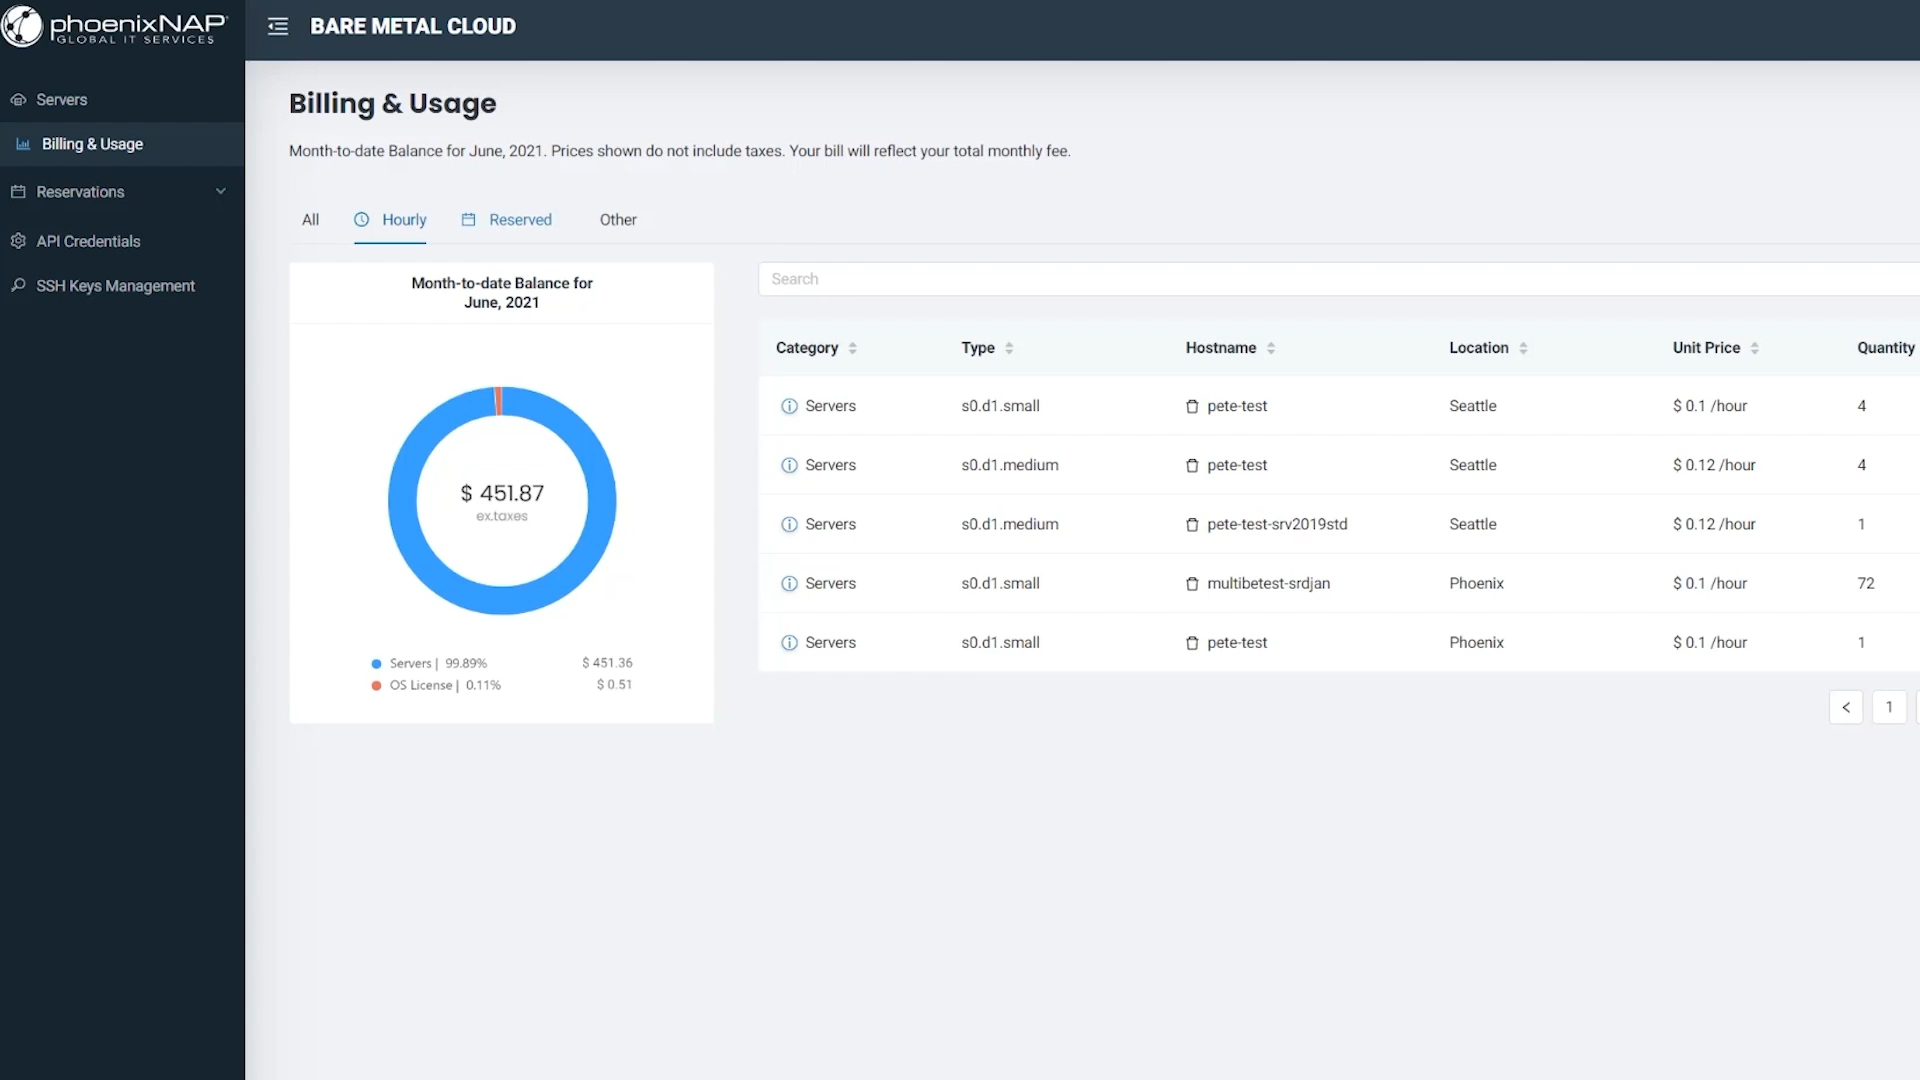 phoenixNAP
GLOBAL IT SERVICES
BARE METAL CLOUD
Servers
Billing & Usage
Reservations
API Credentials
SSH Keys Management
Billing & Usage
Month-to-date Balance for June, 2021. Prices shown do not include taxes. Your bill will reflect your total monthly fee.
All Hourly Reserved Other
Month-to-date Balance for
June, 2021
$ 451.87
ex.taxes
Servers | 99.89% $ 451.36
OS License | 0.11% $ 0.51
Search
Category Type Hostname Location Unit Price Quantity
Servers s0.d1.small pete-test Seattle $ 0.1 /hour 4
Servers s0.d1.medium pete-test Seattle $ 0.12 /hour 4
Servers s0.d1.medium pete-test-srv2019std Seattle $ 0.12 /hour 1
Servers s0.d1.small multibetest-srdjan Phoenix $ 0.1 /hour 72
Servers s0.d1.small pete-test Phoenix $ 0.1 /hour 1
< 1